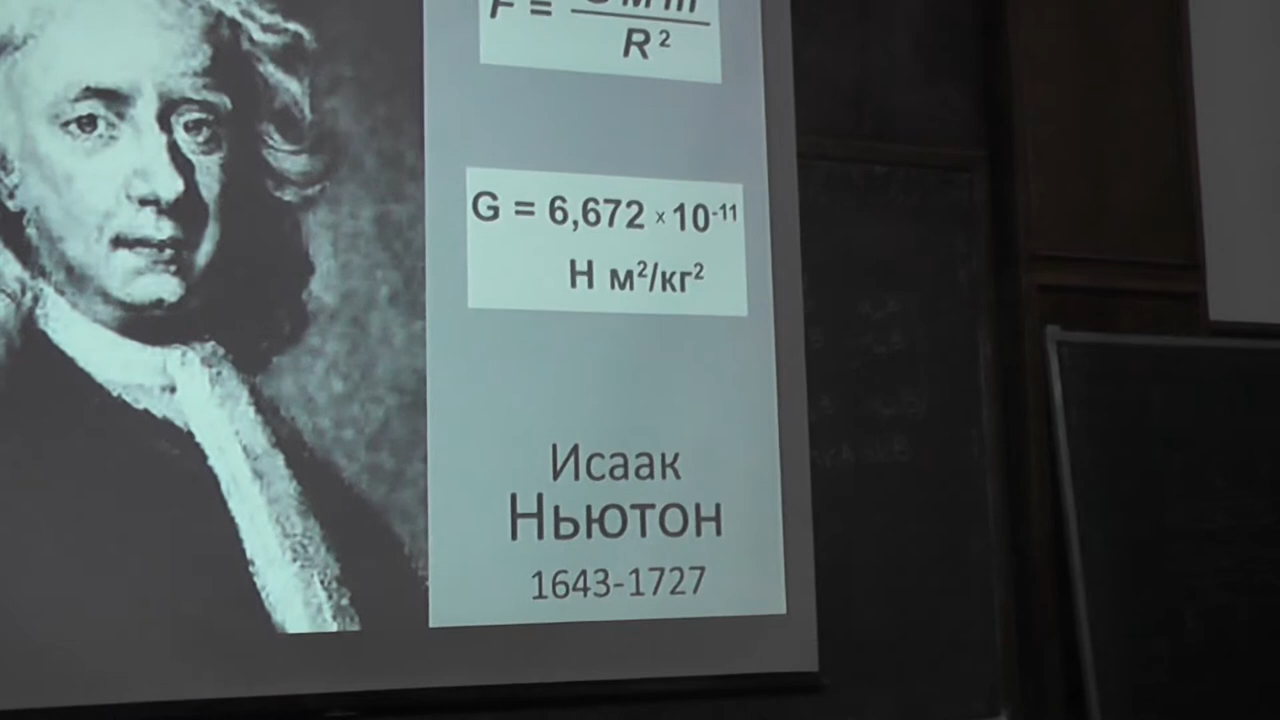 F = G M m
R²
G = 6,672 × 10⁻¹¹
Н м²/кг²
Исаак
Ньютон
1643-1727